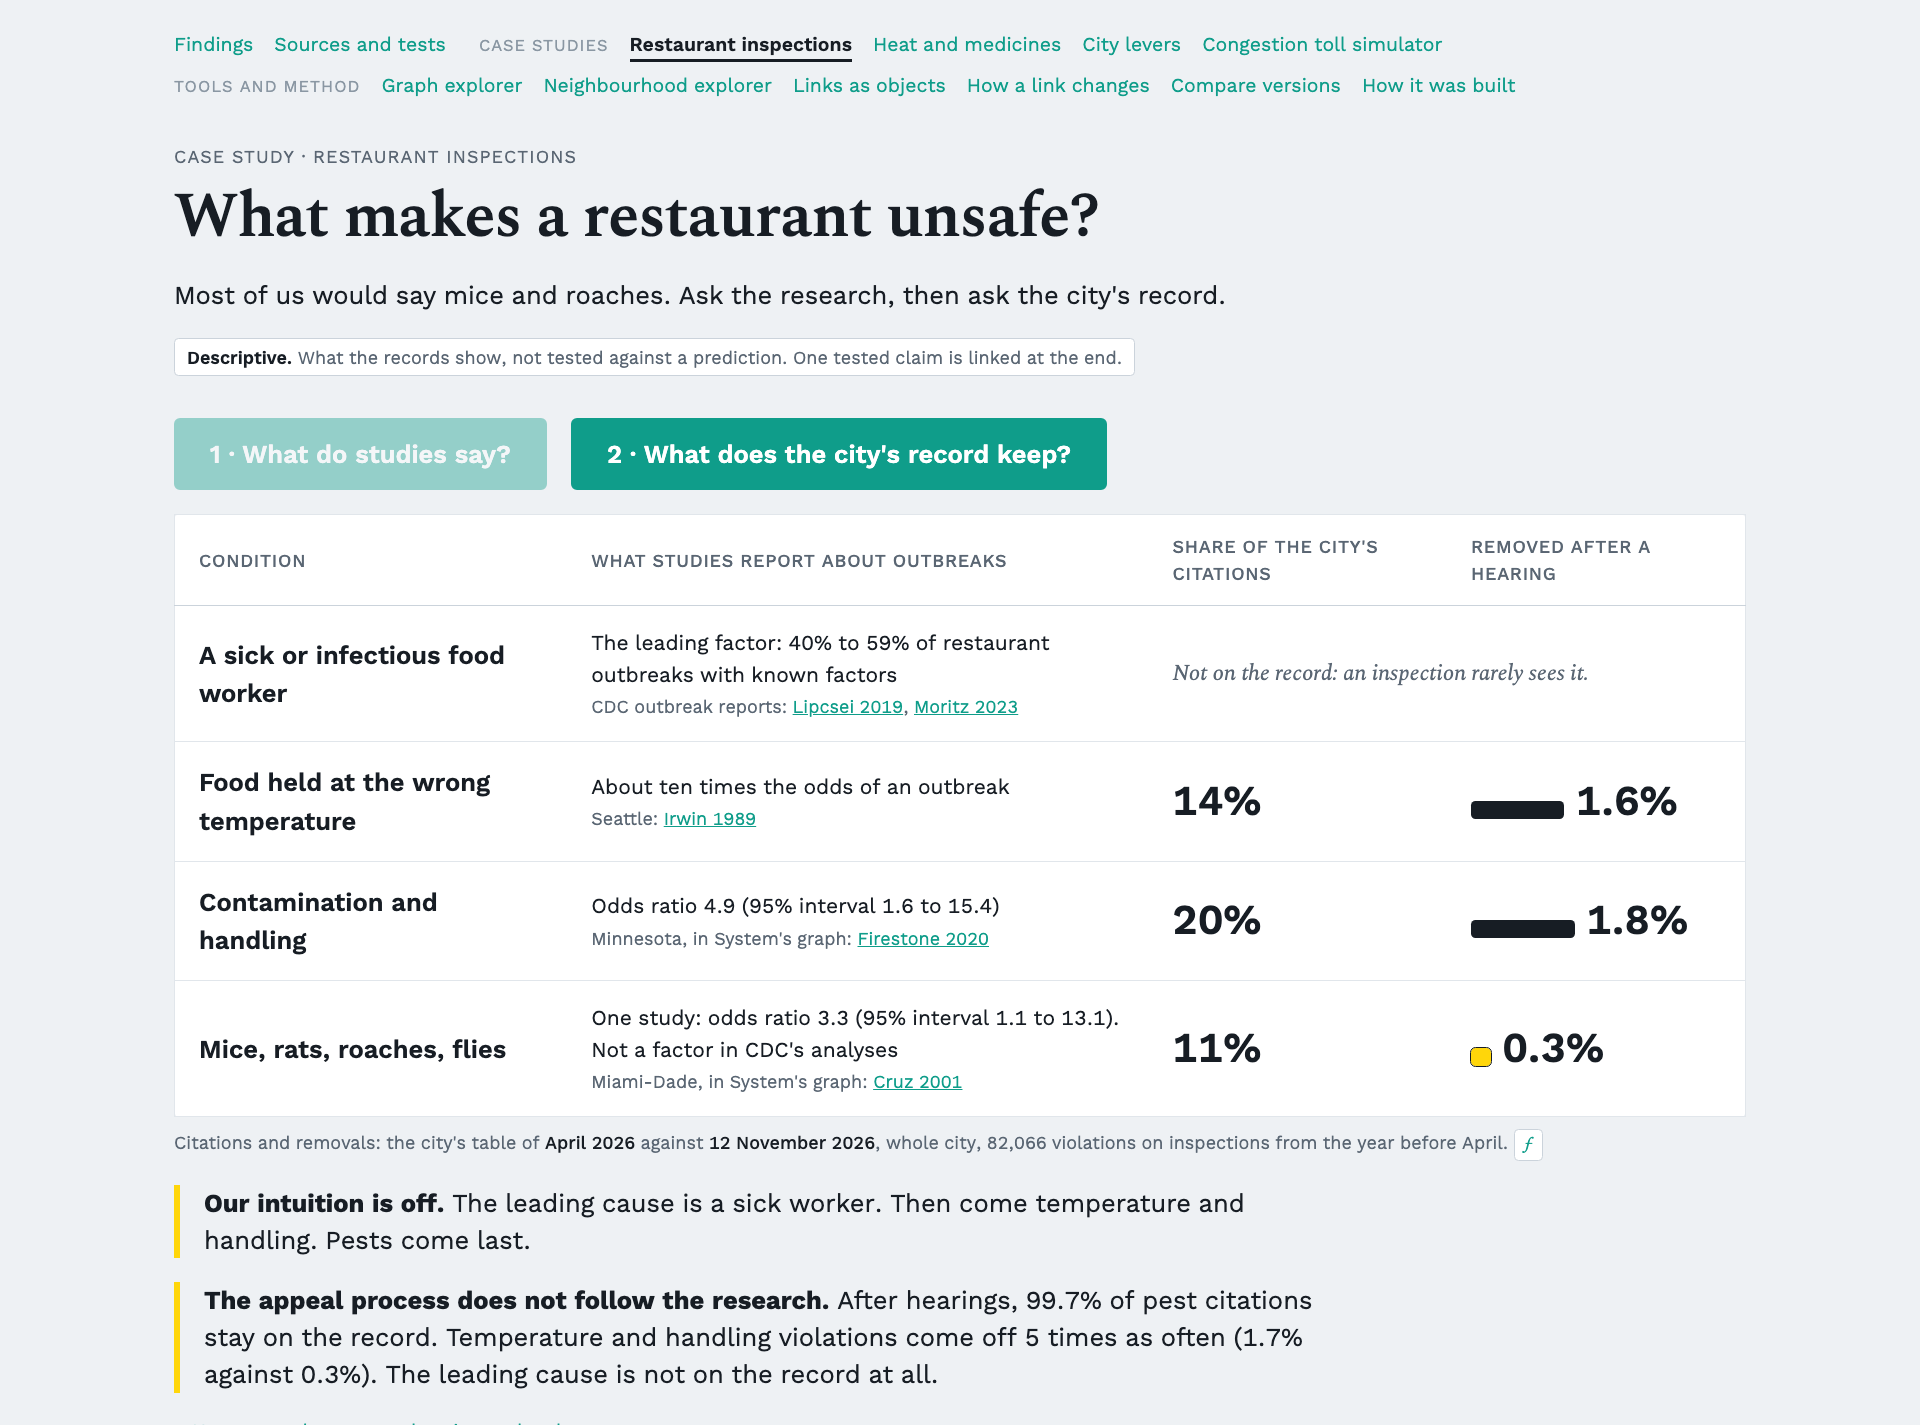 Findings Sources and tests CASE STUDIES Restaurant inspections Heat and medicines City levers Congestion toll simulator
TOOLS AND METHOD Graph explorer Neighbourhood explorer Links as objects How a link changes Compare versions How it was built
CASE STUDY · RESTAURANT INSPECTIONS
What makes a restaurant unsafe?
Most of us would say mice and roaches. Ask the research, then ask the city's record.
Descriptive. What the records show, not tested against a prediction. One tested claim is linked at the end.
1 · What do studies say? 2 · What does the city's record keep?
CONDITION WHAT STUDIES REPORT ABOUT OUTBREAKS SHARE OF THE CITY'S CITATIONS REMOVED AFTER A HEARING
A sick or infectious food
worker
The leading factor: 40% to 59% of restaurant
outbreaks with known factors
CDC outbreak reports: Lipcsei 2019, Moritz 2023
Not on the record: an inspection rarely sees it.
Food held at the wrong
temperature
About ten times the odds of an outbreak
Seattle: Irwin 1989
14% 1.6%
Contamination and
handling
Odds ratio 4.9 (95% interval 1.6 to 15.4)
Minnesota, in System's graph: Firestone 2020
20% 1.8%
Mice, rats, roaches, flies
One study: odds ratio 3.3 (95% interval 1.1 to 13.1).
Not a factor in CDC's analyses
Miami-Dade, in System's graph: Cruz 2001
11% 0.3%
Citations and removals: the city's table of April 2026 against 12 November 2026, whole city, 82,066 violations on inspections from the year before April. ƒ
Our intuition is off. The leading cause is a sick worker. Then come temperature and
handling. Pests come last.
The appeal process does not follow the research. After hearings, 99.7% of pest citations
stay on the record. Temperature and handling violations come off 5 times as often (1.7%
against 0.3%). The leading cause is not on the record at all.